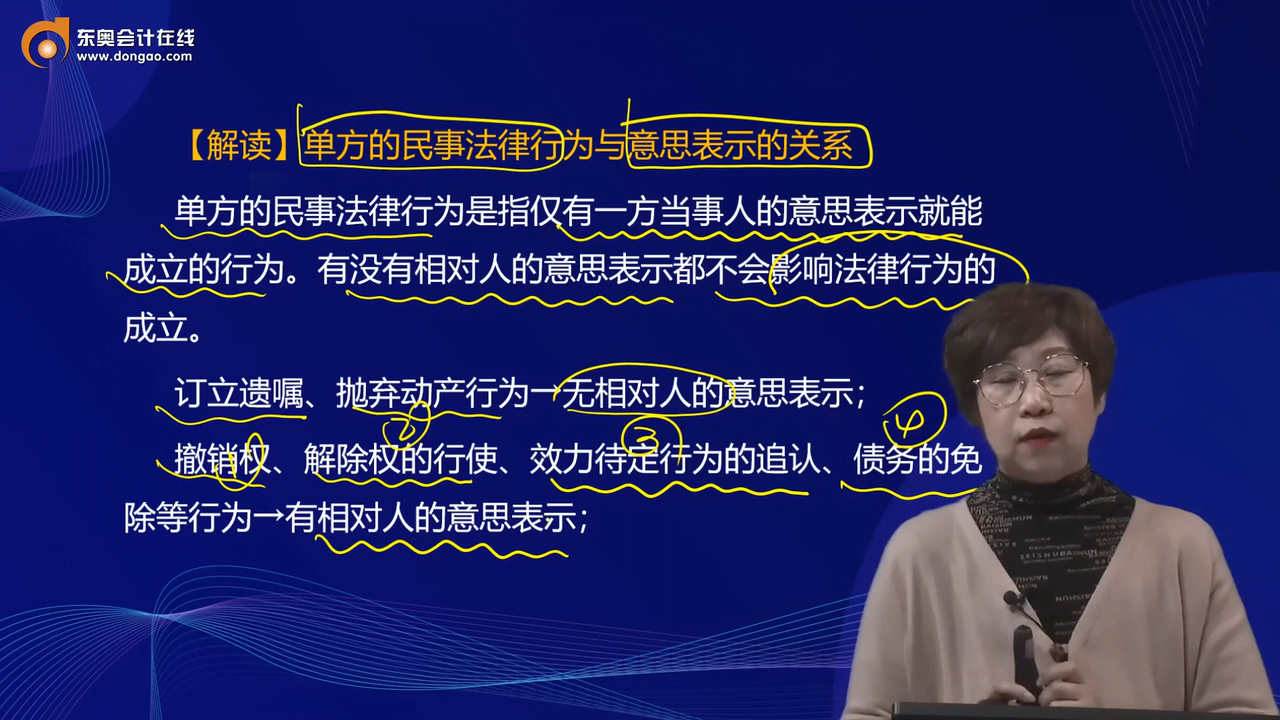 东奥会计在线
www.dongao.com
【解读】单方的民事法律行为与意思表示的关系
单方的民事法律行为是指仅有一方当事人的意思表示就能
成立的行为。有没有相对人的意思表示都不会影响法律行为的
成立。
订立遗嘱、抛弃动产行为→无相对人的意思表示；
②
③
④
撤销权、解除权的行使、效力待定行为的追认、债务的免
①
除等行为→有相对人的意思表示；